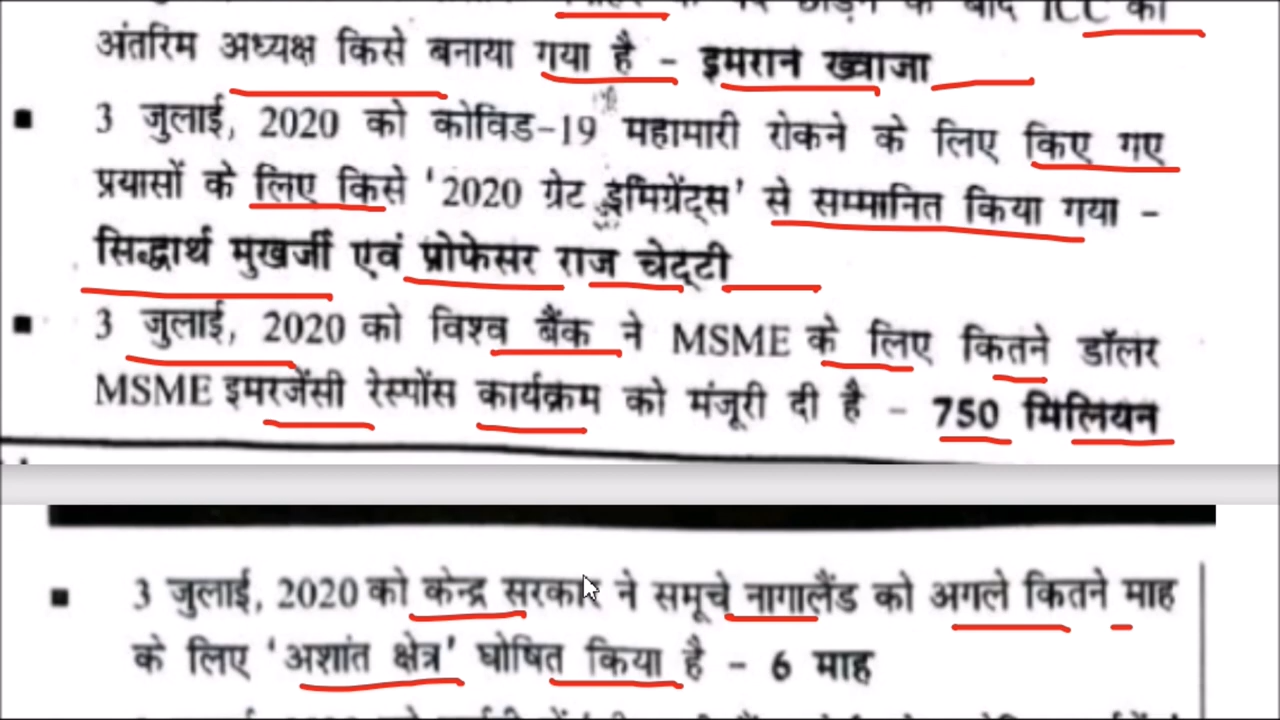 के बाद ICC का
अंतरिम अध्यक्ष किसे बनाया गया है - इमरान ख्वाजा
■ 3 जुलाई, 2020 को कोविड-19 महामारी रोकने के लिए किए गए
प्रयासों के लिए किसे '2020 ग्रेट इमिग्रेंट्स' से सम्मानित किया गया -
सिद्धार्थ मुखर्जी एवं प्रोफेसर राज चेट्टी
■ 3 जुलाई, 2020 को विश्व बैंक ने MSME के लिए कितने डॉलर
MSME इमरजेंसी रेस्पोंस कार्यक्रम को मंजूरी दी है - 750 मिलियन
■ 3 जुलाई, 2020 को केन्द्र सरकार ने समूचे नागालैंड को अगले कितने माह
के लिए 'अशांत क्षेत्र' घोषित किया है - 6 माह